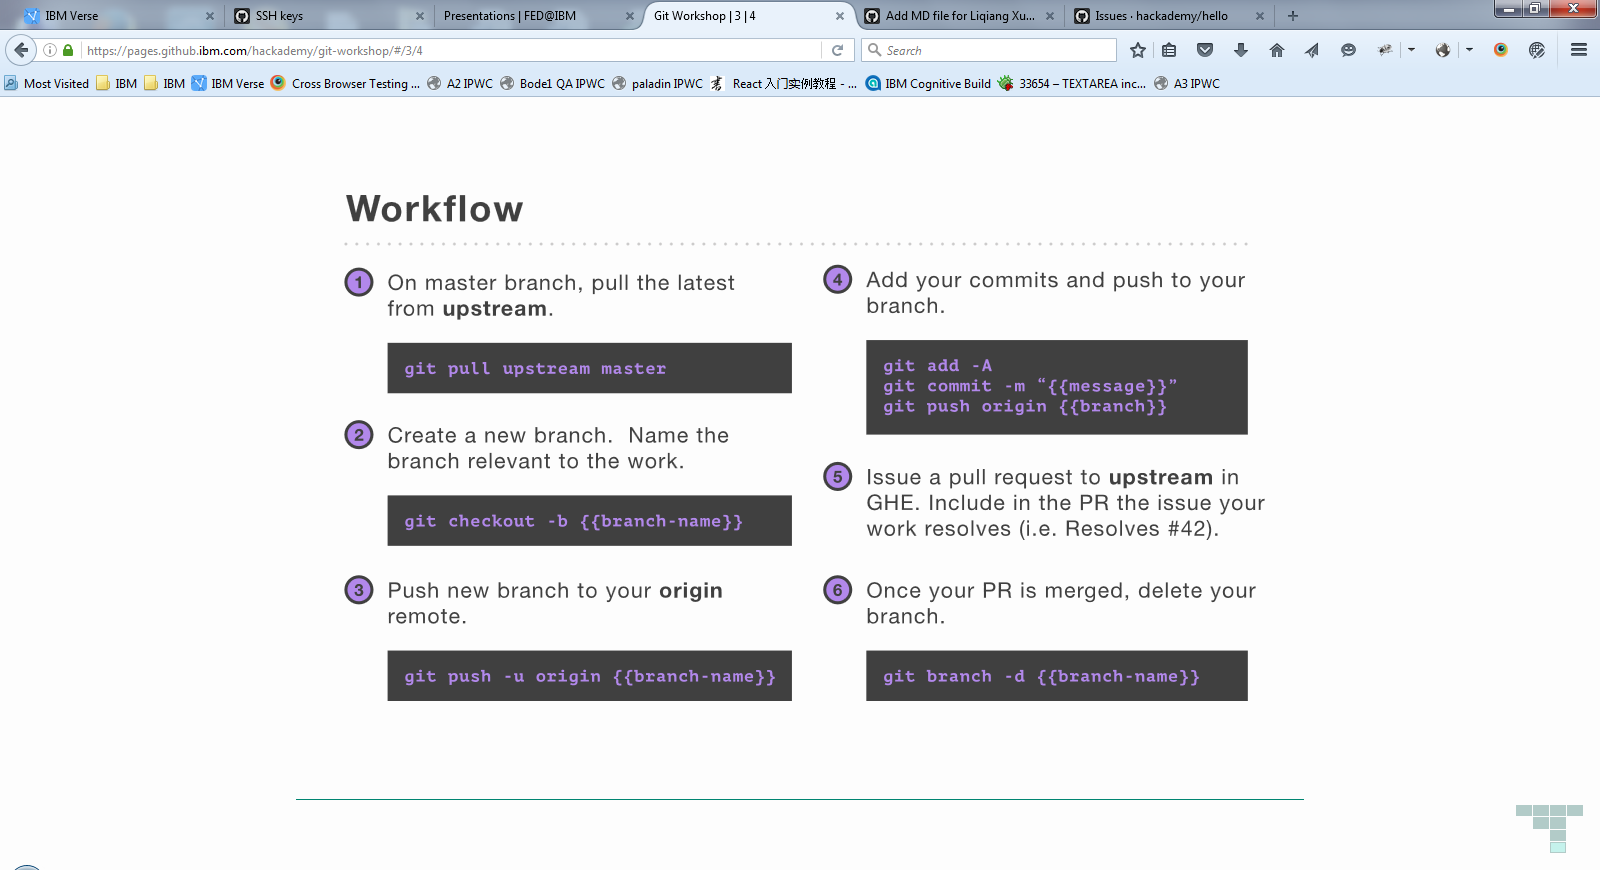 IBM Verse
SSH keys
Presentations | FED@IBM
Git Workshop | 3 | 4
Add MD file for Liqiang Xu...
Issues · hackademy/hello
https://pages.github.ibm.com/hackademy/git-workshop/#/3/4
Search
Most Visited
IBM
IBM
IBM Verse
Cross Browser Testing ...
A2 IPWC
Bode1 QA IPWC
paladin IPWC
React 入门实例教程 - ...
IBM Cognitive Build
33654 – TEXTAREA inc...
A3 IPWC
Workflow
1 On master branch, pull the latest
from upstream.
git pull upstream master
2 Create a new branch.  Name the
branch relevant to the work.
git checkout -b {{branch-name}}
3 Push new branch to your origin
remote.
git push -u origin {{branch-name}}
4 Add your commits and push to your
branch.
git add -A
git commit -m “{{message}}”
git push origin {{branch}}
5 Issue a pull request to upstream in
GHE. Include in the PR the issue your
work resolves (i.e. Resolves #42).
6 Once your PR is merged, delete your
branch.
git branch -d {{branch-name}}